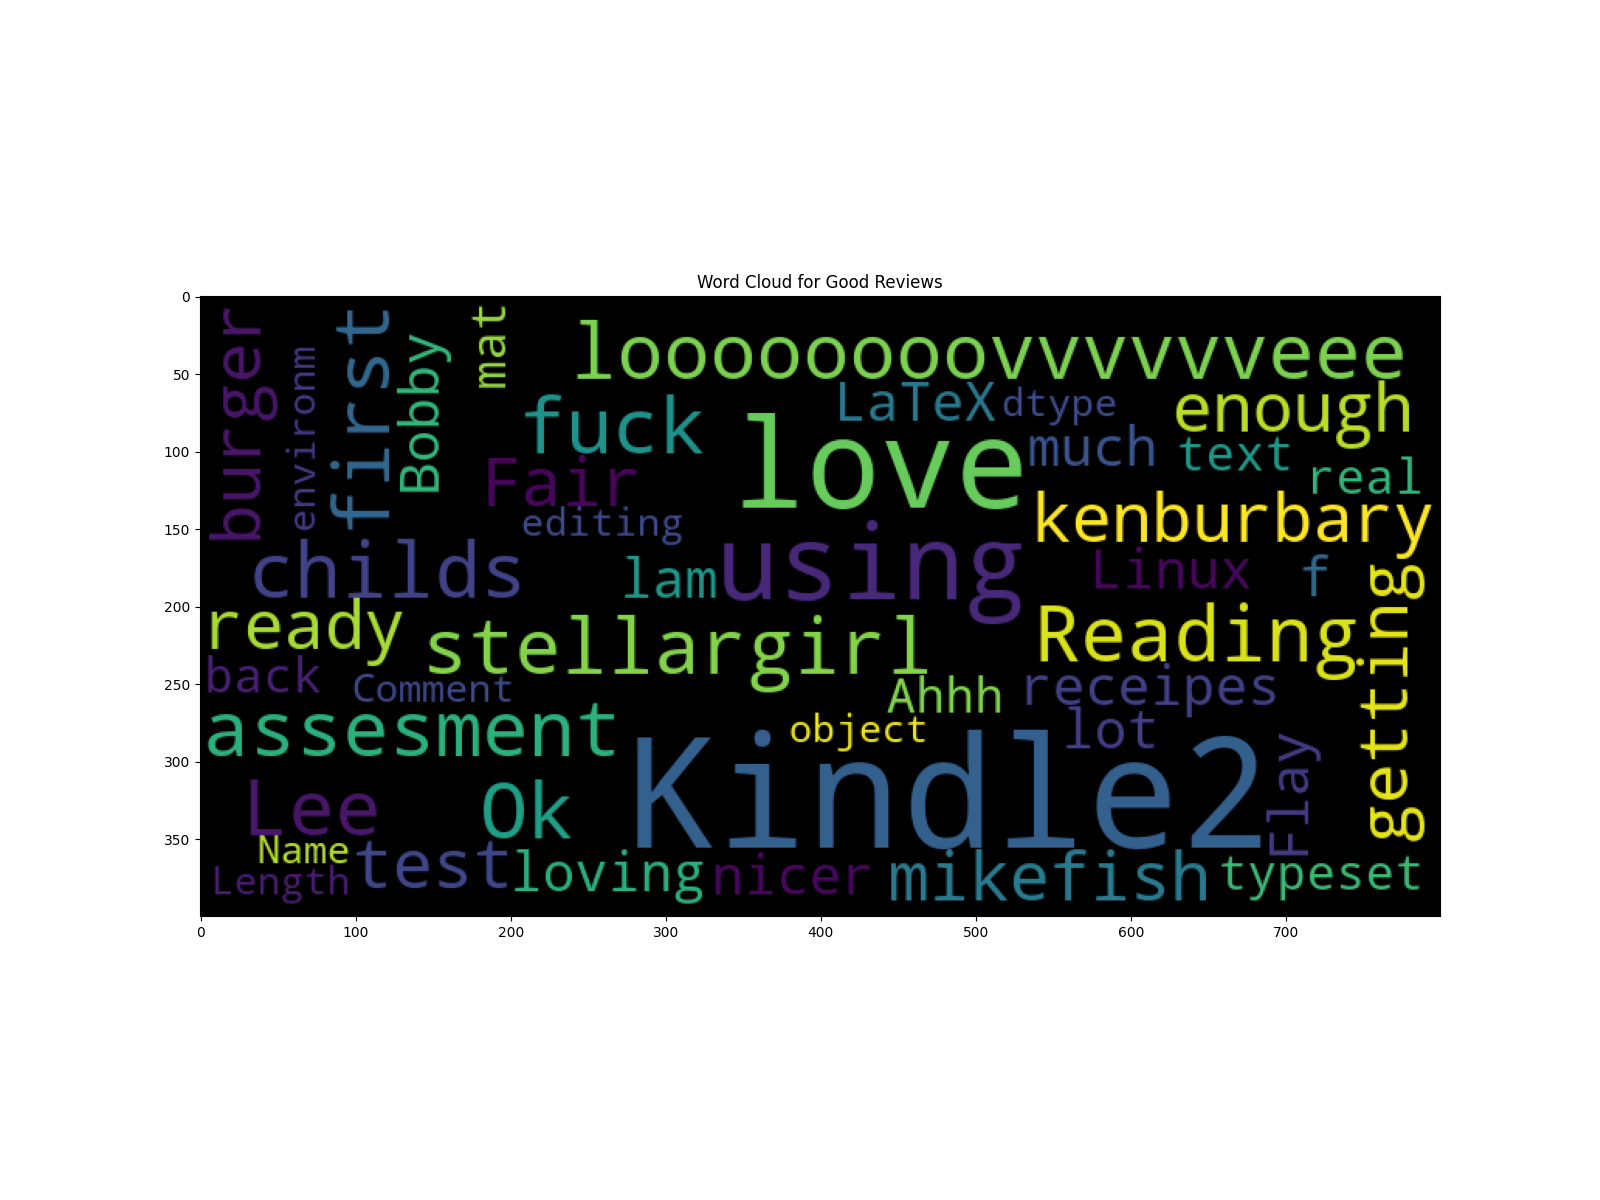 Word Cloud for Good Reviews
0
50
100
150
200
250
300
350
burger
environm
first
Bobby
mat
loooooooovvvvvveee
fuck
LaTeX
dtype
enough
love
much
text
real
Fair
editing
kenburbary
childs
lam
using
Linux
f
getting
ready
stellargirl
Reading
back
Comment
Ahhh
receipes
assesment
object
lot
Kindle2
Flay
Lee
Ok
Name
Length
test
loving
nicer
mikefish
typeset
0 100 200 300 400 500 600 700